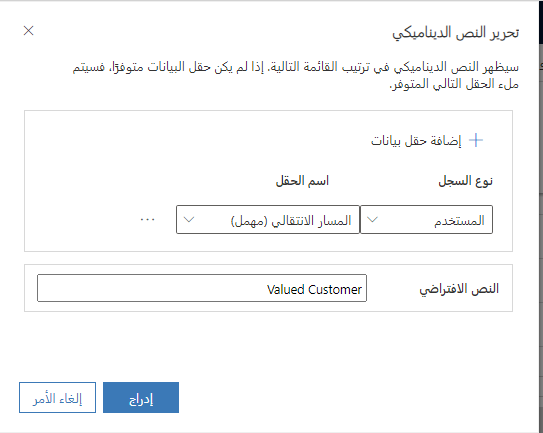 تحرير النص الديناميكي
سيظهر النص الديناميكي في ترتيب القائمة التالية. إذا لم يكن حقل البيانات متوفرًا، فسيتم
ملء الحقل التالي المتوفر.
إضافة حقل بيانات
نوع السجل اسم الحقل
المستخدم المسار الانتقالي (مهمل)
النص الافتراضي Valued Customer
إدراج إلغاء الأمر